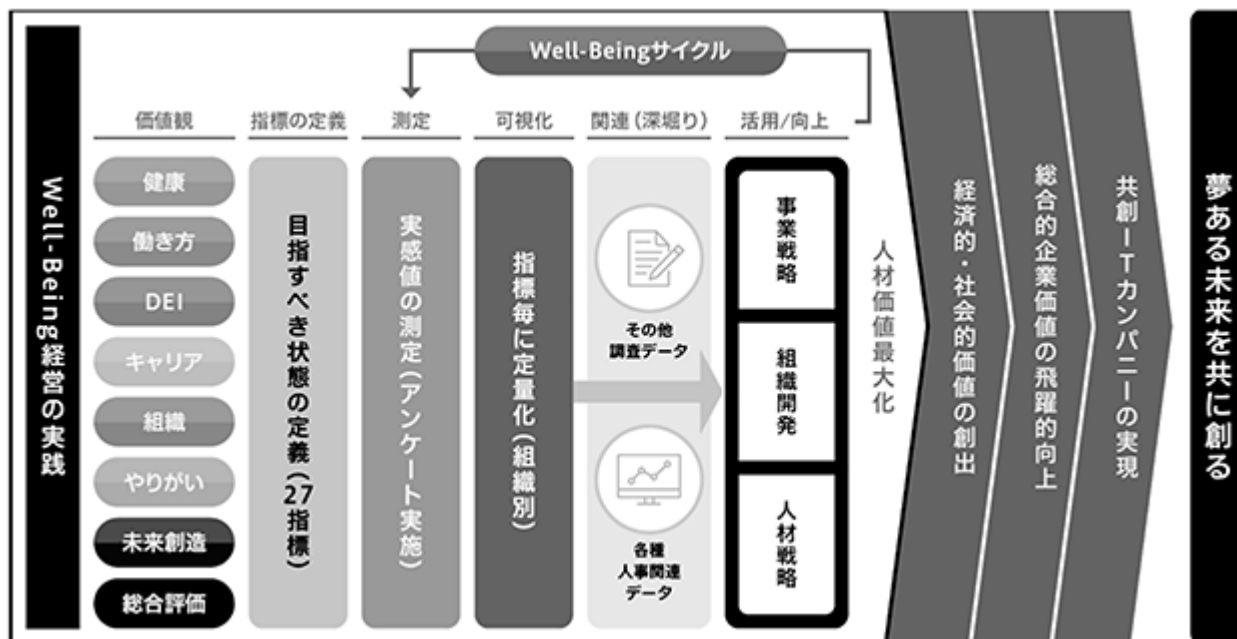 Well-Beingサイクル
価値観
指標の定義
測定
可視化
関連（深堀り）
活用/向上
Well-Being経営の実践
健康
働き方
DEI
キャリア
組織
やりがい
未来創造
総合評価
目指すべき状態の定義（27指標）
実感値の測定（アンケート実施）
指標毎に定量化（組織別）
その他
調査データ
各種
人事関連
データ
事業戦略
組織開発
人材戦略
人材価値最大化
経済的・社会的価値の創出
総合的企業価値の飛躍的向上
共創ITカンパニーの実現
夢ある未来を共に創る